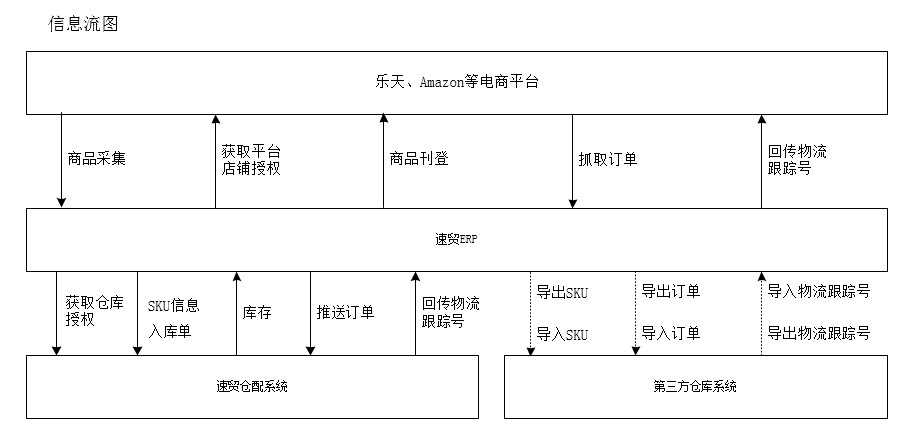 信息流图
乐天、Amazon等电商平台
商品采集
获取平台
店铺授权
商品刊登
抓取订单
回传物流
跟踪号
速贸ERP
获取仓库
授权
SKU信息
入库单
库存
推送订单
回传物流
跟踪号
导出SKU
导入SKU
导出订单
导入订单
导入物流跟踪号
导出物流跟踪号
速贸仓配系统
第三方仓库系统